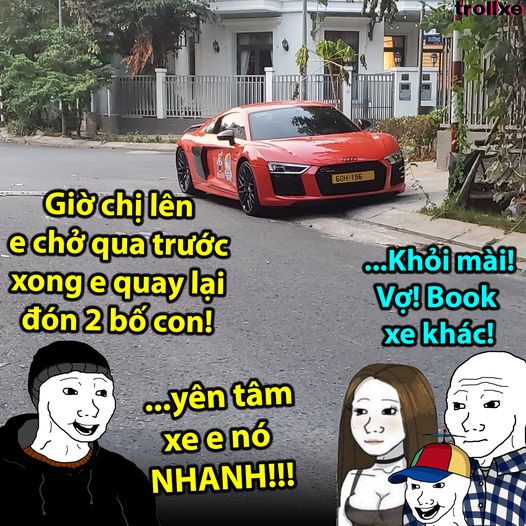 trollxe
60H-196
Giờ chị lên
e chở qua trước
xong e quay lại
đón 2 bố con!
...Khỏi mài!
Vợ! Book
xe khác!
...yên tâm
xe e nó
NHANH!!!